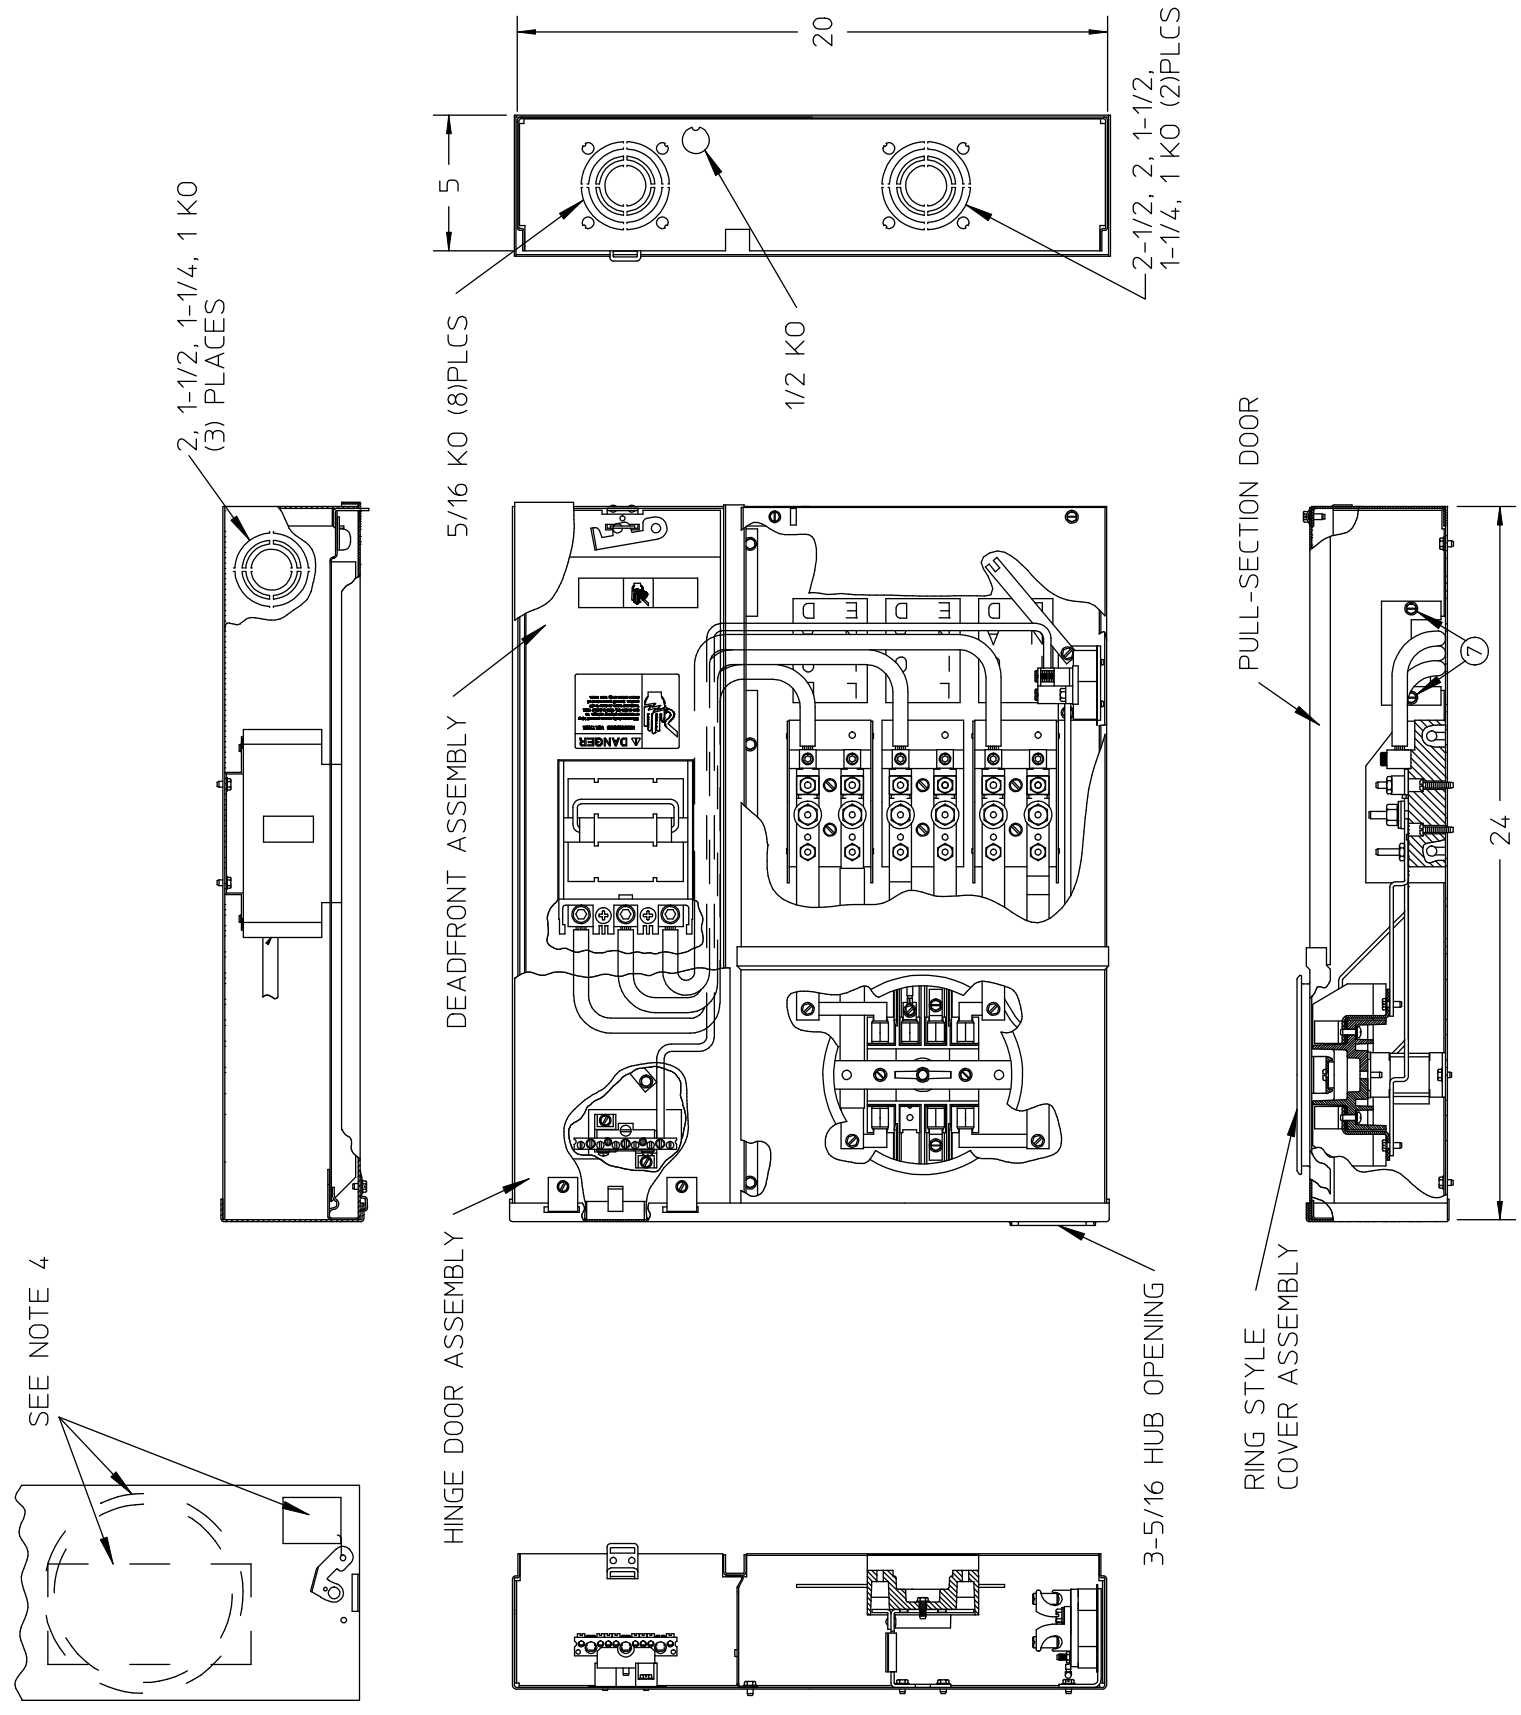 SEE NOTE 4
2, 1-1/2, 1-1/4, 1 KO
(3) PLACES
HINGE DOOR ASSEMBLY
DEADFRONT ASSEMBLY
5/16 KO (8)PLCS
5
20
1/2 KO
2-1/2, 2, 1-1/2,
1-1/4, 1 KO (2)PLCS
DANGER
L
D
E
L
D
E
L
D
3-5/16 HUB OPENING
RING STYLE
COVER ASSEMBLY
PULL-SECTION DOOR
7
24